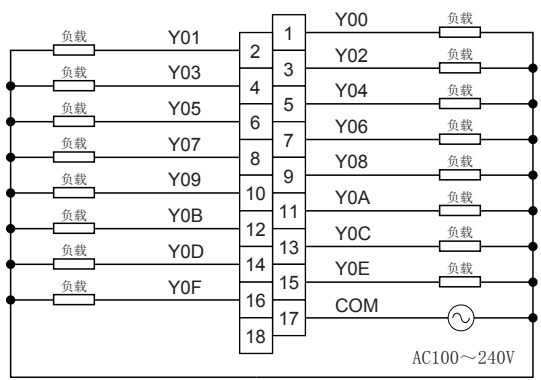 1 Y00 负载
负载 Y01 2
3 Y02 负载
负载 Y03 4
5 Y04 负载
负载 Y05 6
7 Y06 负载
负载 Y07 8
9 Y08 负载
负载 Y09 10
11 Y0A 负载
负载 Y0B 12
13 Y0C 负载
负载 Y0D 14
15 Y0E 负载
负载 Y0F 16
17 COM
18
AC100～240V